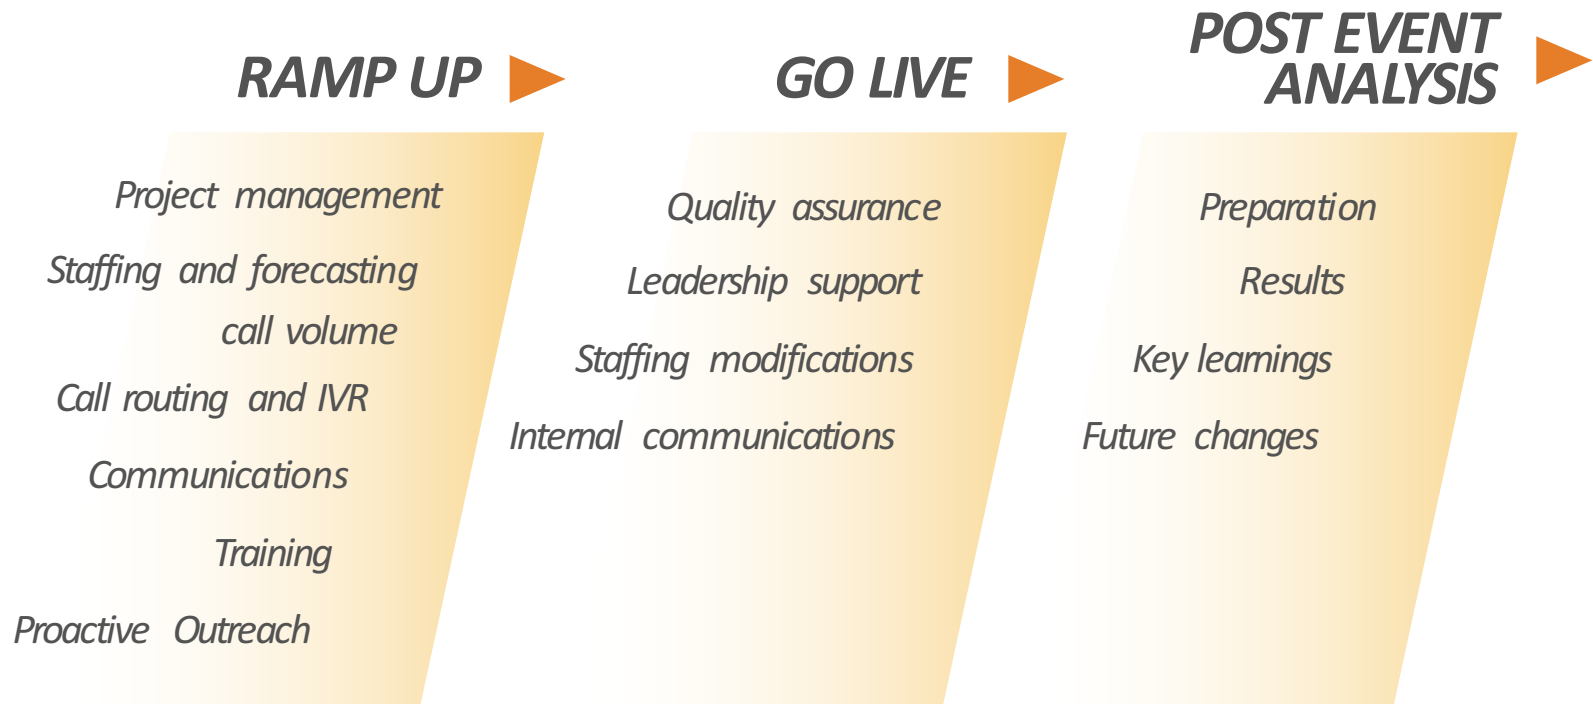 RAMP UP
Project management
Staffing and forecasting
call volume
Call routing and IVR
Communications
Training
Proactive Outreach
GO LIVE
Quality assurance
Leadership support
Staffing modifications
Internal communications
POST EVENT
ANALYSIS
Preparation
Results
Key learnings
Future changes